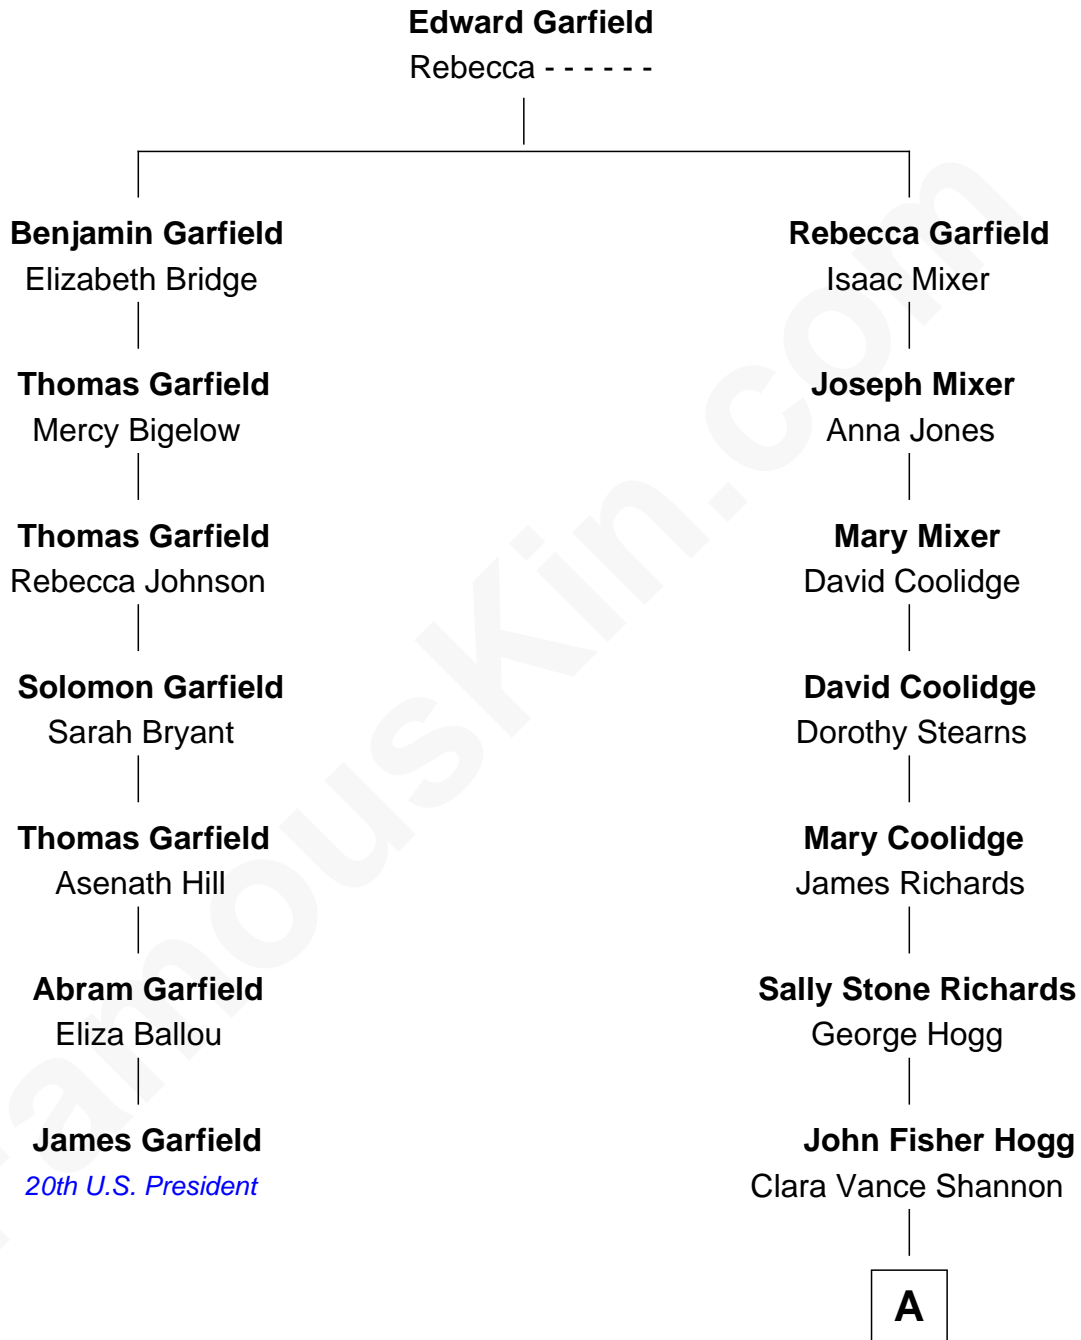 Edward Garfield
Rebecca - - - - - -
Benjamin Garfield
Elizabeth Bridge
Rebecca Garfield
Isaac Mixer
Thomas Garfield
Mercy Bigelow
Joseph Mixer
Anna Jones
Thomas Garfield
Rebecca Johnson
Mary Mixer
David Coolidge
Solomon Garfield
Sarah Bryant
David Coolidge
Dorothy Stearns
Thomas Garfield
Asenath Hill
Mary Coolidge
James Richards
Abram Garfield
Eliza Ballou
Sally Stone Richards
George Hogg
James Garfield
20th U.S. President
John Fisher Hogg
Clara Vance Shannon
A
FamousKin.com